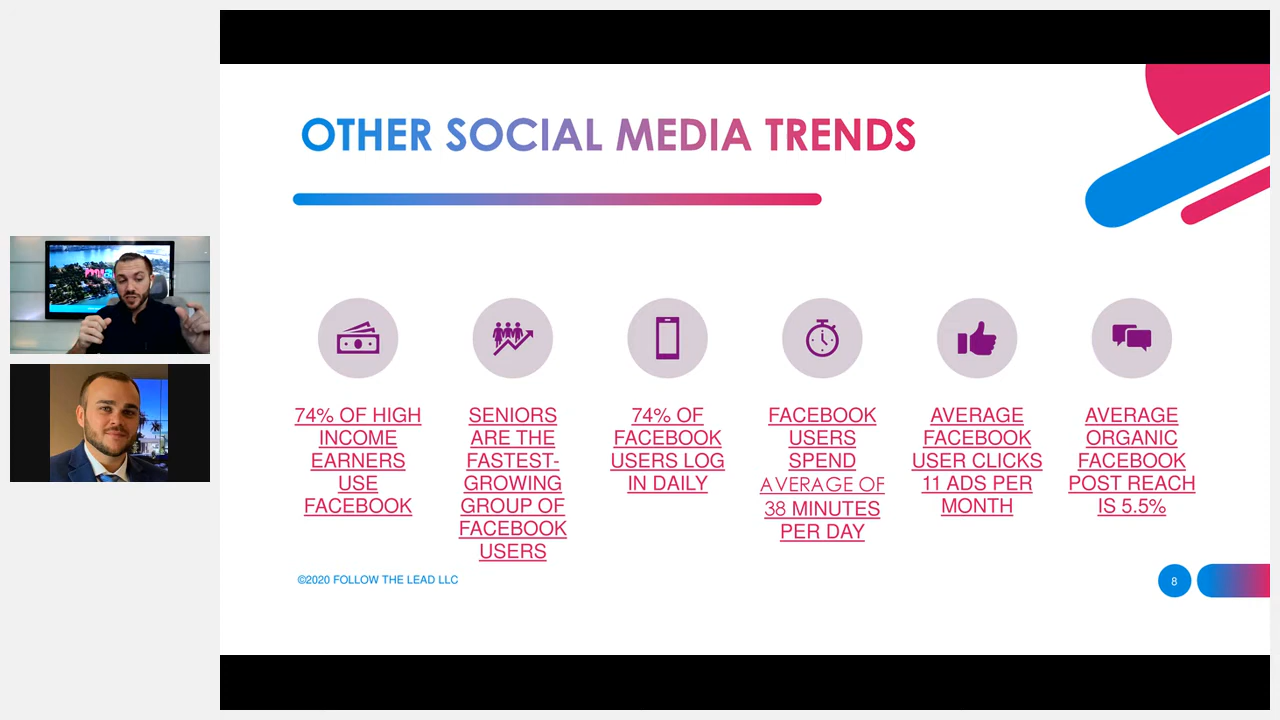 OTHER SOCIAL MEDIA TRENDS
74% OF HIGH
INCOME
EARNERS
USE
FACEBOOK
SENIORS
ARE THE
FASTEST-
GROWING
GROUP OF
FACEBOOK
USERS
74% OF
FACEBOOK
USERS LOG
IN DAILY
FACEBOOK
USERS
SPEND
AVERAGE OF
38 MINUTES
PER DAY
AVERAGE
FACEBOOK
USER CLICKS
11 ADS PER
MONTH
AVERAGE
ORGANIC
FACEBOOK
POST REACH
IS 5.5%
©2020 FOLLOW THE LEAD LLC
8